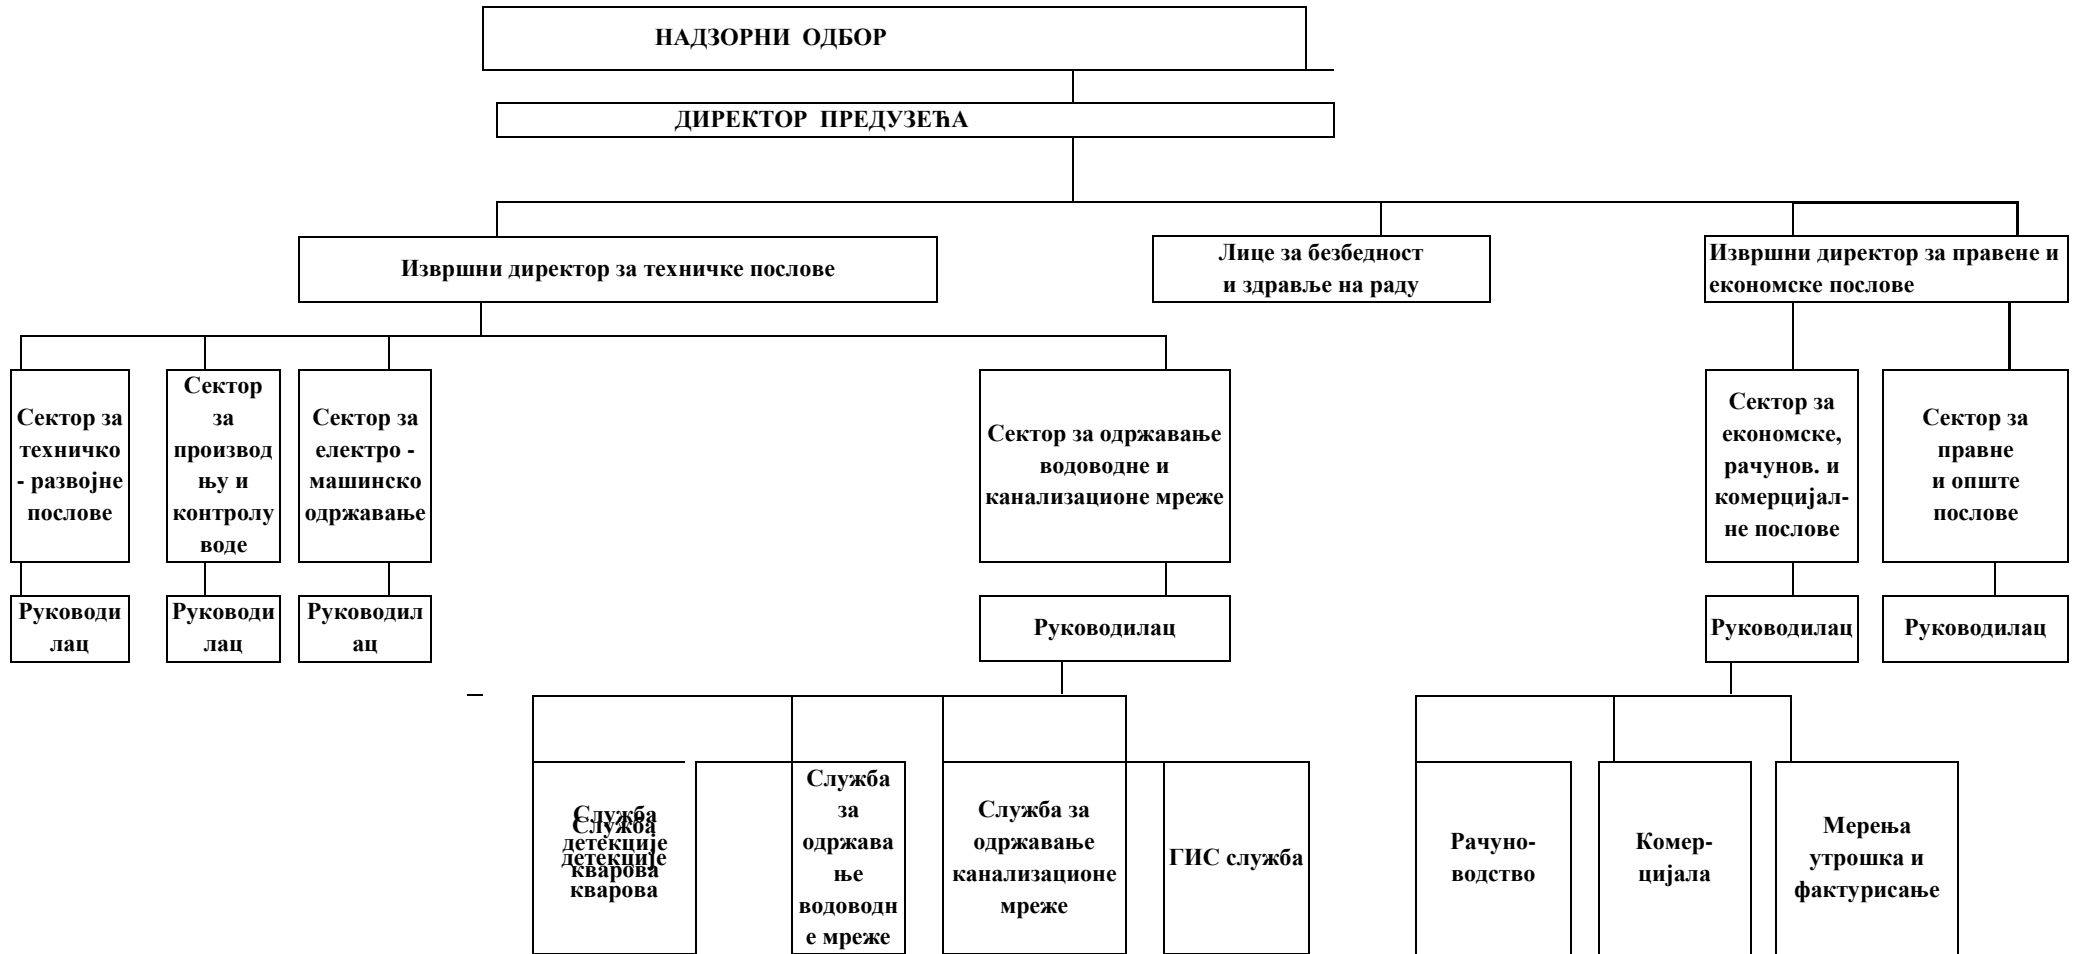 НАДЗОРНИ ОДБОР
ДИРЕКТОР ПРЕДУЗЕЋА
Извршни директор за техничке послове
Лице за безбедност
и здравље на раду
Извршни директор за правене и
економске послове
Сектор за
техничко
- развојне
послове
Сектор
за
производ
њу и
контролу
воде
Сектор за
електро -
машинско
одржавање
Сектор за одржавање
водоводне и
канализационе мреже
Сектор за
економске,
рачунов. и
комерцијал-
не послове
Сектор за
правне
и опште
послове
Руководи
лац
Руководи
лац
Руководил
ац
Руководилац
Руководилац
Руководилац
Служба
детекције
кварова
Служба
детекције
кварова
Служба
за
одржава
ње
водоводн
е мреже
Служба за
одржавање
канализационе
мреже
ГИС служба
Рачуно-
водство
Комер-
цијала
Мерења
утрошка и
фактурисање